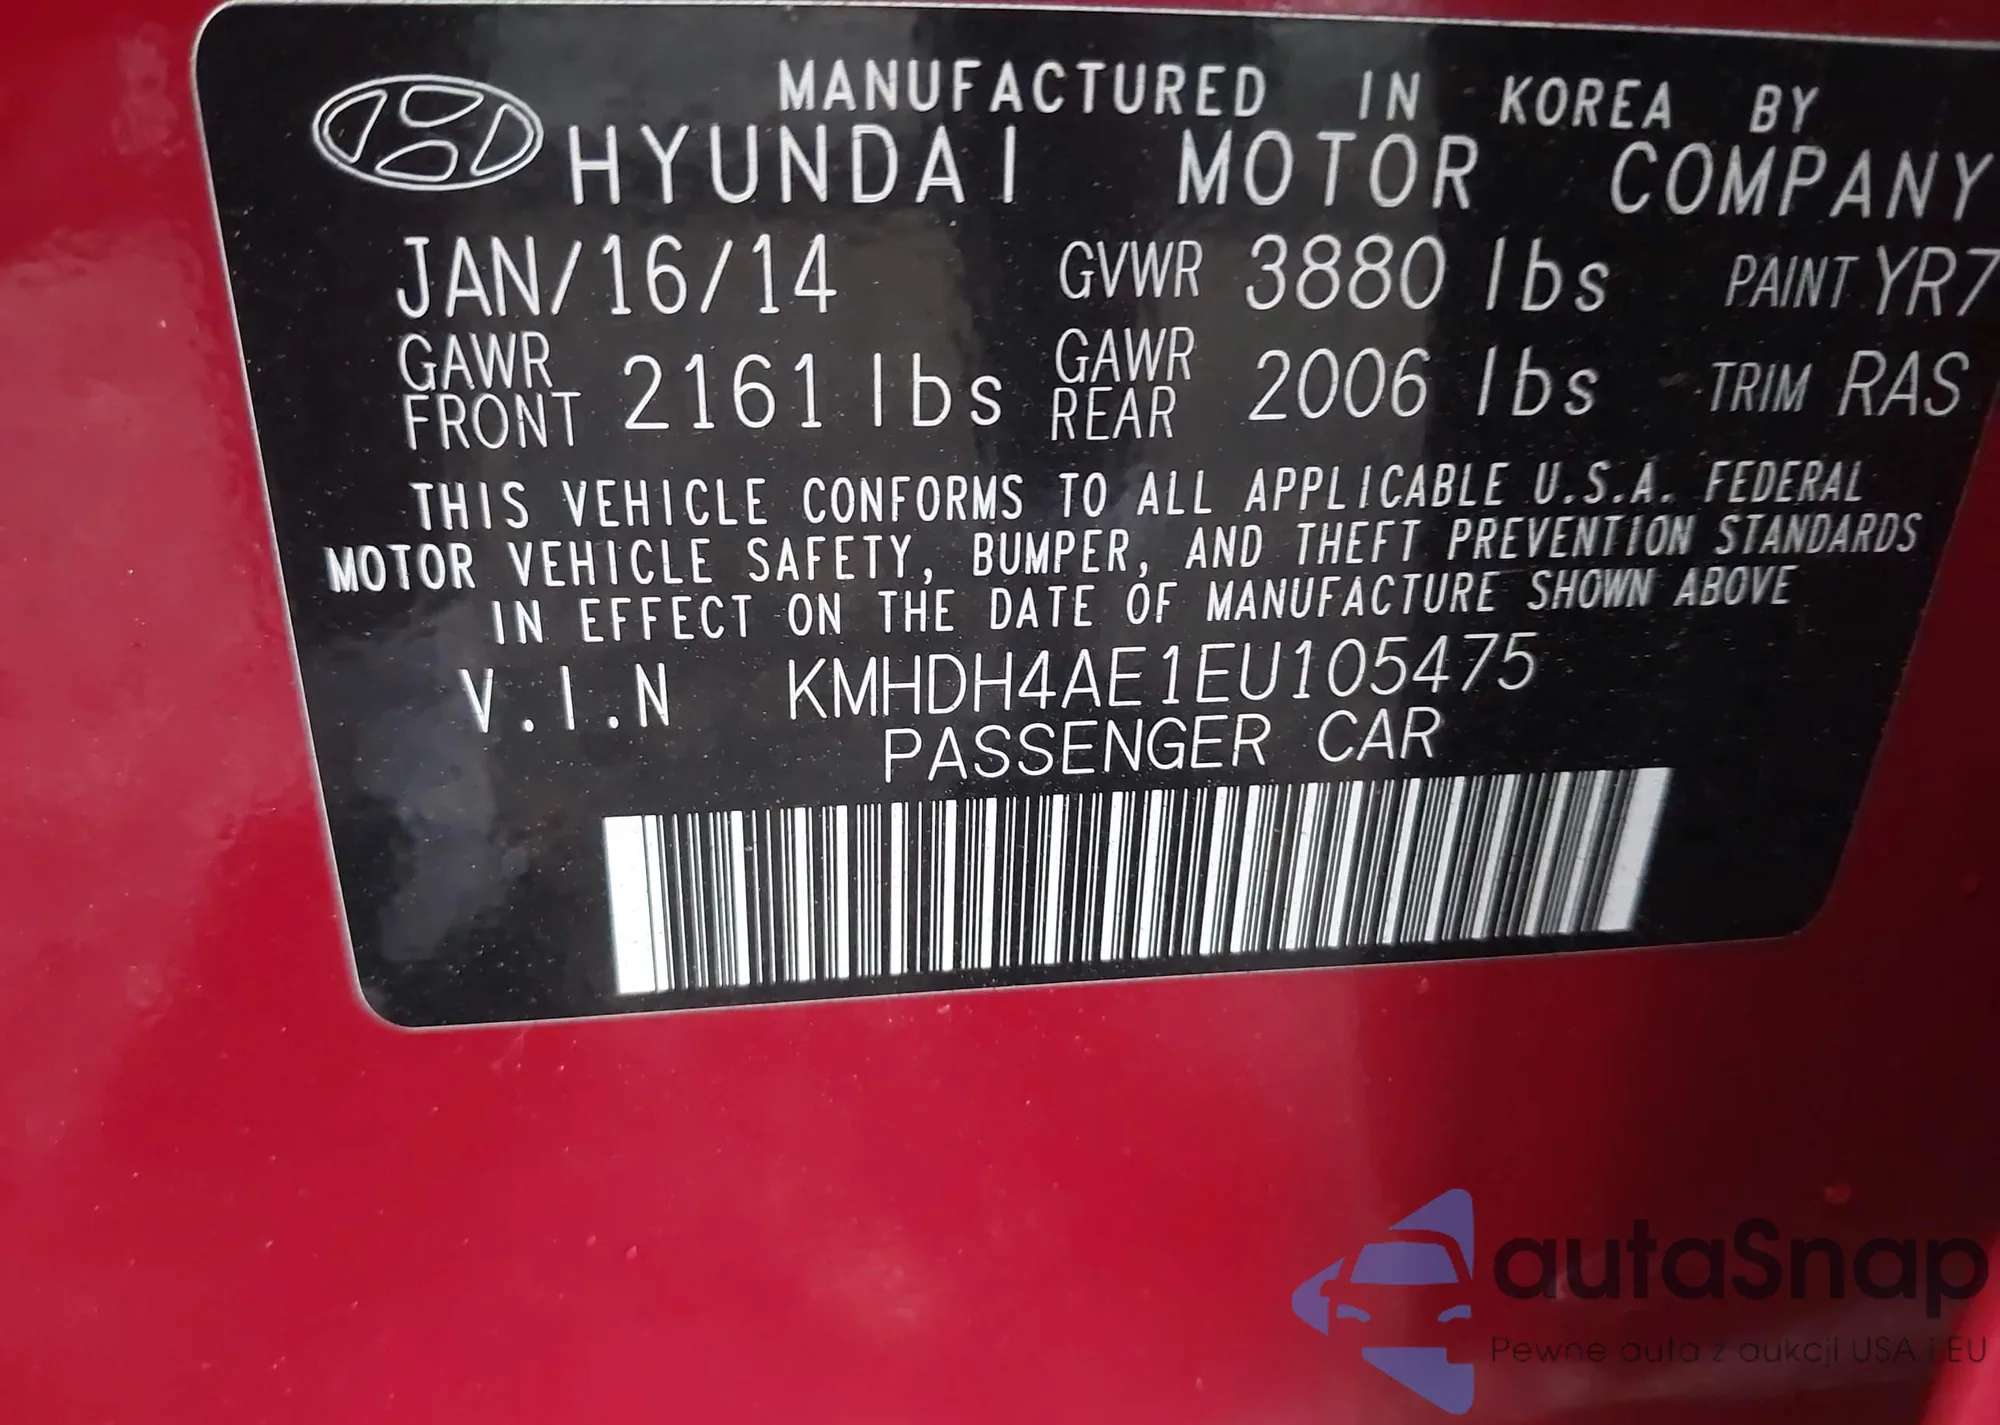 MANUFACTURED IN KOREA BY
HYUNDAI MOTOR COMPANY
JAN/16/14 GVWR 3880 lbs PAINT YR7
GAWR FRONT 2161 lbs GAWR REAR 2006 lbs TRIM RAS
THIS VEHICLE CONFORMS TO ALL APPLICABLE U.S.A. FEDERAL
MOTOR VEHICLE SAFETY, BUMPER, AND THEFT PREVENTION STANDARDS
IN EFFECT ON THE DATE OF MANUFACTURE SHOWN ABOVE
V.I.N KMHDH4AE1EU105475
PASSENGER CAR
autaSnap
Pewne auta z aukcji USA i EU